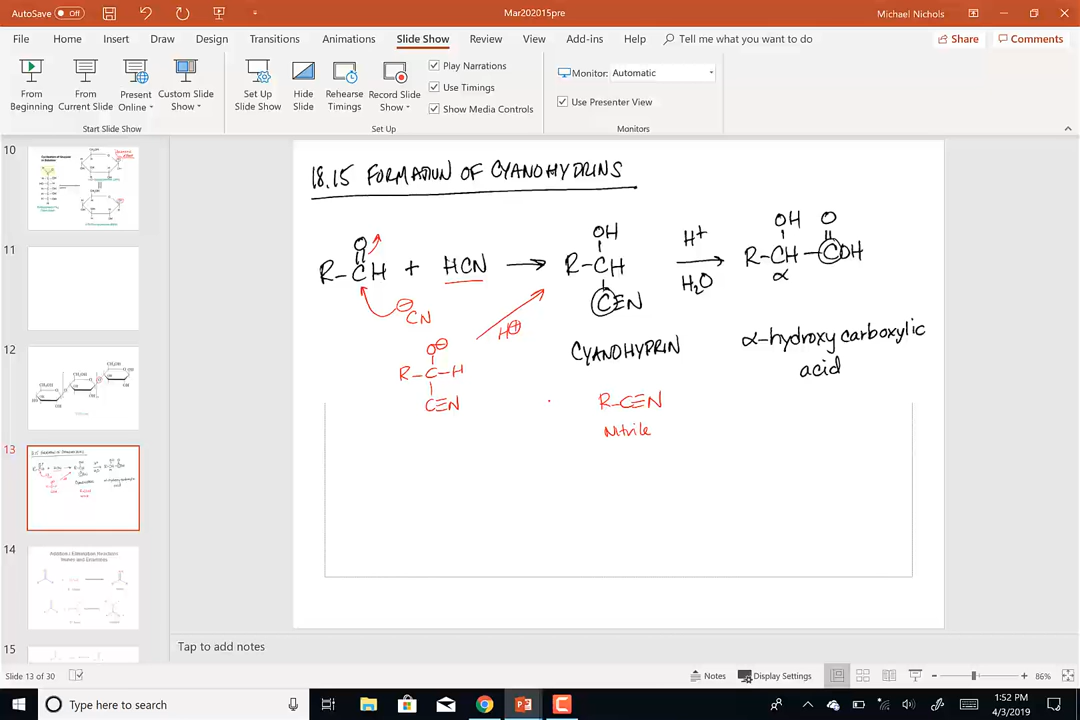 AutoSave Off
Mar202015pre
Michael Nichols
File Home Insert Draw Design Transitions Animations Slide Show Review View Add-ins Help Tell me what you want to do
Share Comments
From Beginning
From Current Slide
Present Online
Custom Slide Show
Start Slide Show
Set Up Slide Show
Hide Slide
Rehearse Timings
Record Slide Show
Play Narrations
Use Timings
Show Media Controls
Set Up
Monitor: Automatic
Use Presenter View
Monitors
10
11
12
13
14
Addition / Elimination Reactions
15
18.15 FORMATION OF CYANOHYDRINS
O
R-CH + HCN
OH
R-CH
C≡N
H+
H₂O
OH O
R-CH-COH
α
⊖
CN
H⊕
CYANOHYPRIN
α-hydroxy carboxylic
acid
O⊖
R-C-H
C≡N
R-C≡N
Nitrile
Tap to add notes
Slide 13 of 30
Notes
Display Settings
86%
Type here to search
1:52 PM
4/3/2019